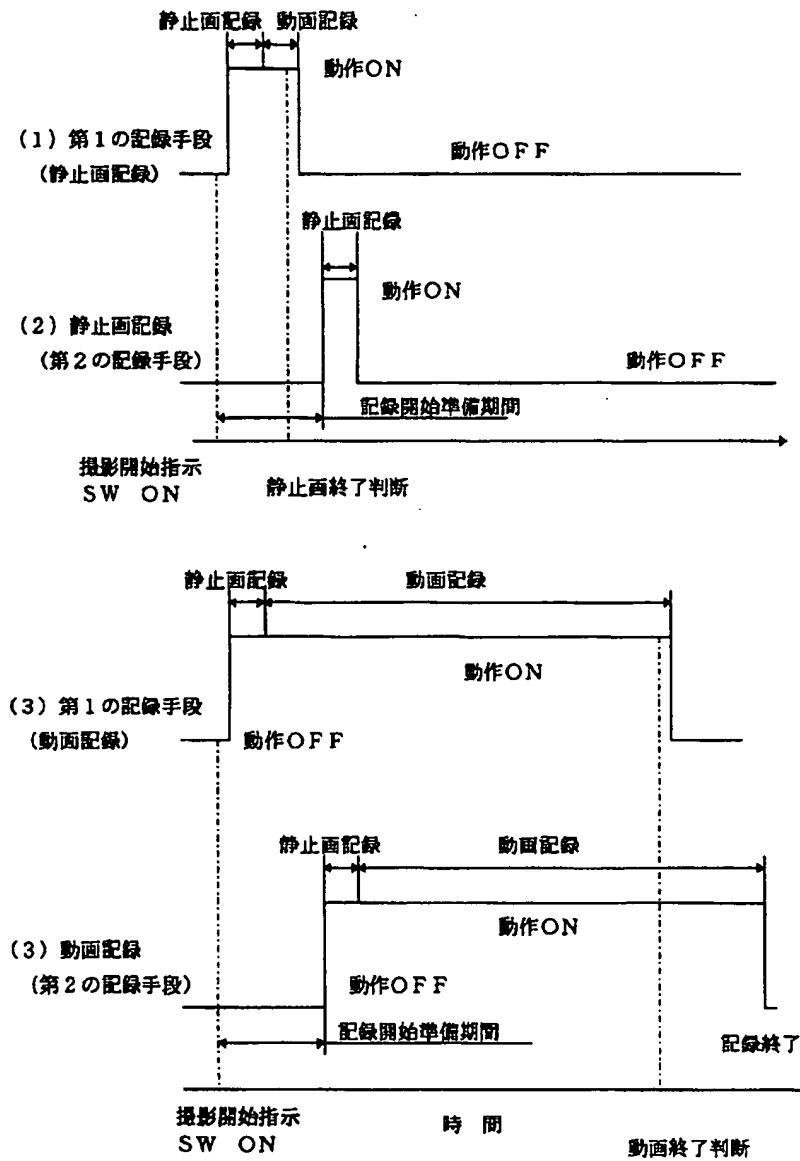 静止画記録 動画記録
動作ON
(1)第1の記録手段
(静止画記録)
動作OFF
静止画記録
動作ON
(2)静止画記録
(第2の記録手段)
動作OFF
記録開始準備期間
撮影開始指示
SW ON
静止画終了判断
静止画記録 動画記録
動作ON
(3)第1の記録手段
(動画記録)
動作OFF
静止画記録 動画記録
動作ON
(3)動画記録
(第2の記録手段)
動作OFF
記録開始準備期間
記録終了
撮影開始指示
SW ON
時 間
動画終了判断